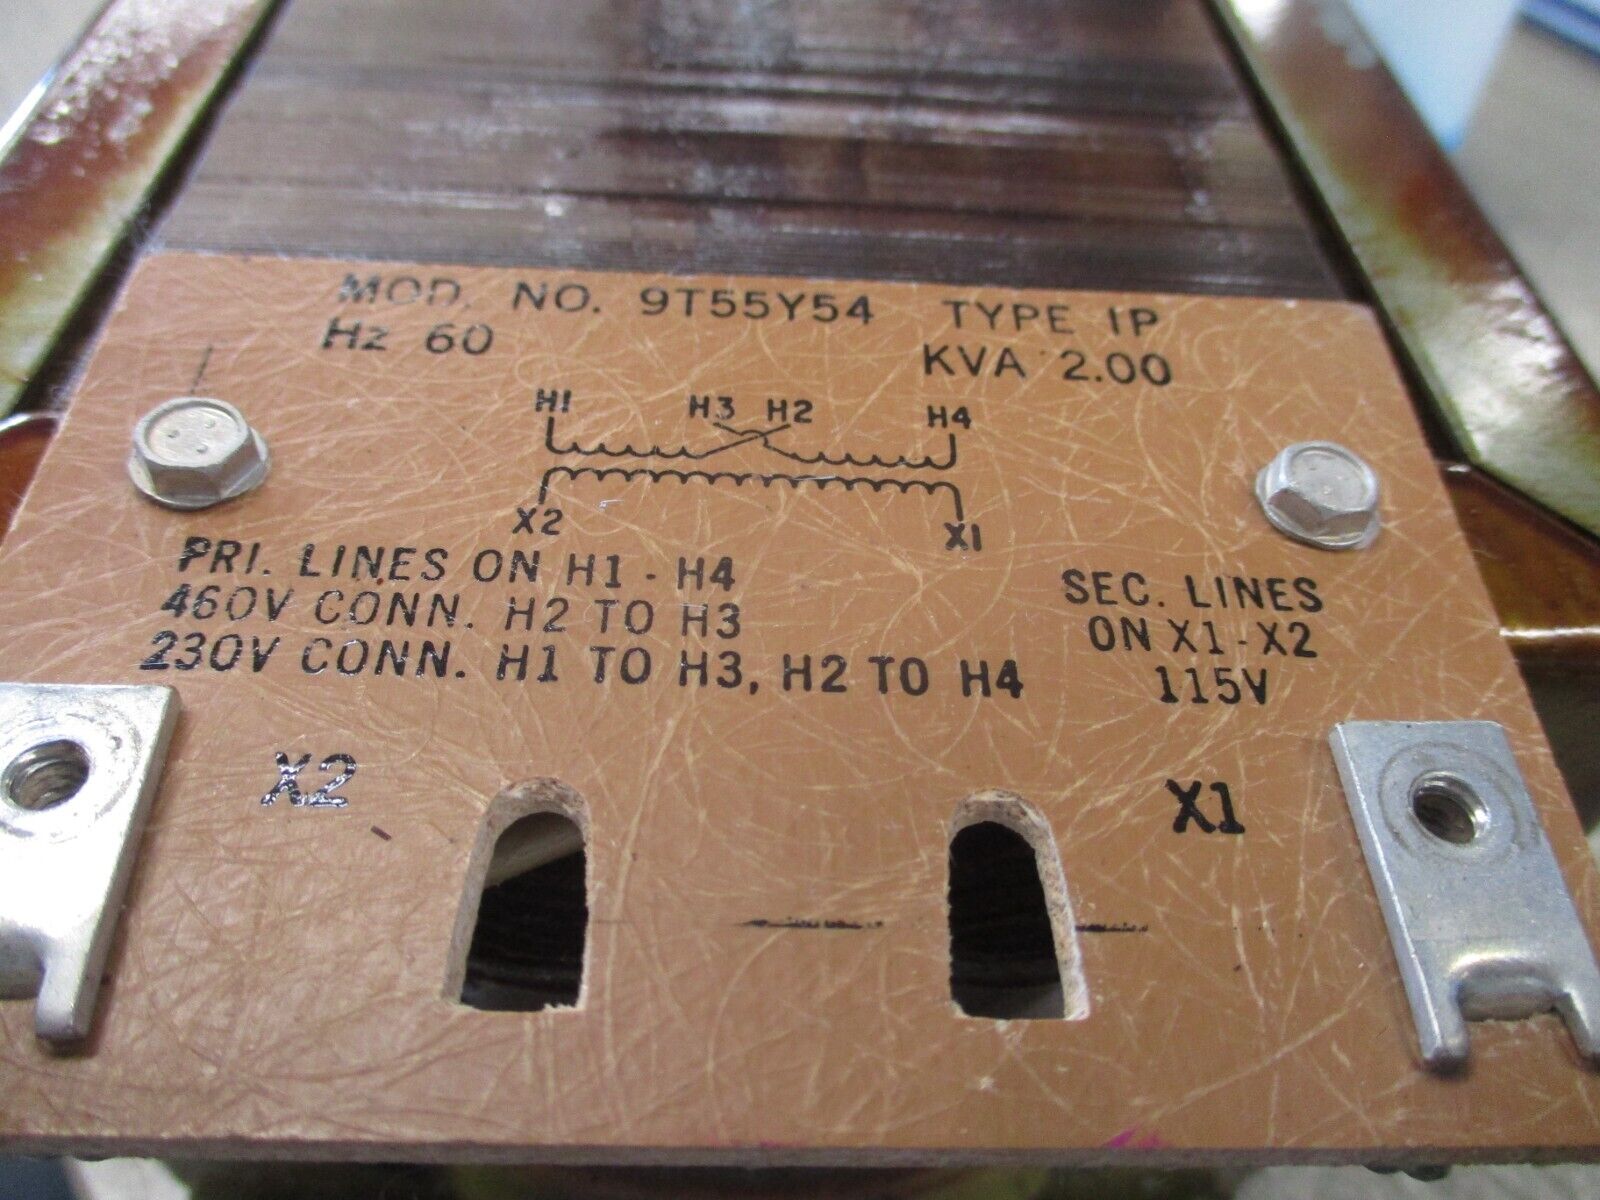 MOD. NO. 9T55Y54 TYPE IP
Hz 60 KVA 2.00
H1 H3 H2 H4
X2 X1
PRI. LINES ON H1 - H4
460V CONN. H2 TO H3
230V CONN. H1 TO H3, H2 TO H4
SEC. LINES
ON X1-X2
115V
X2 X1